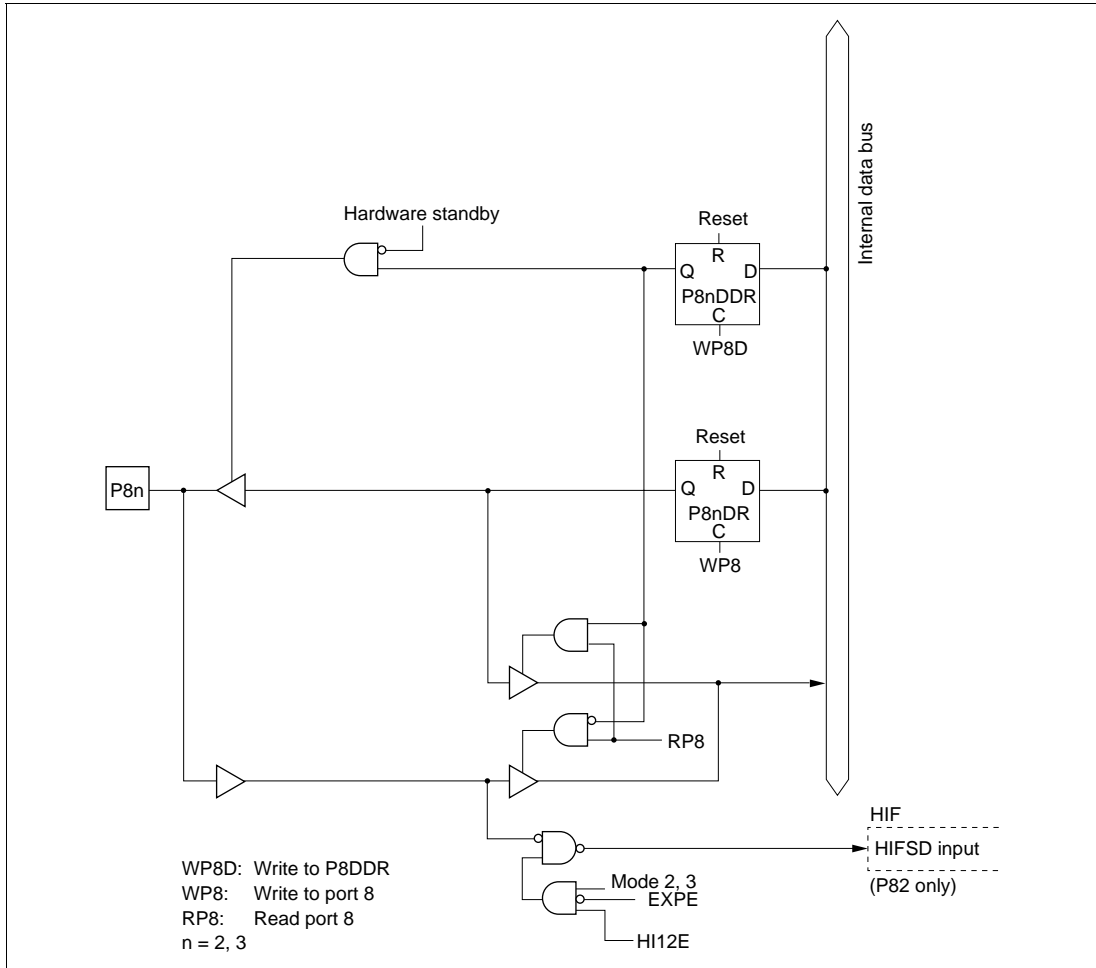 Internal data bus
Hardware standby
Reset
R
Q
D
P8nDDR
C
WP8D
Reset
R
P8n
Q
D
P8nDR
C
WP8
RP8
HIF
HIFSD input
(P82 only)
WP8D: Write to P8DDR
WP8: Write to port 8
RP8: Read port 8
n = 2, 3
Mode 2, 3
EXPE
HI12E